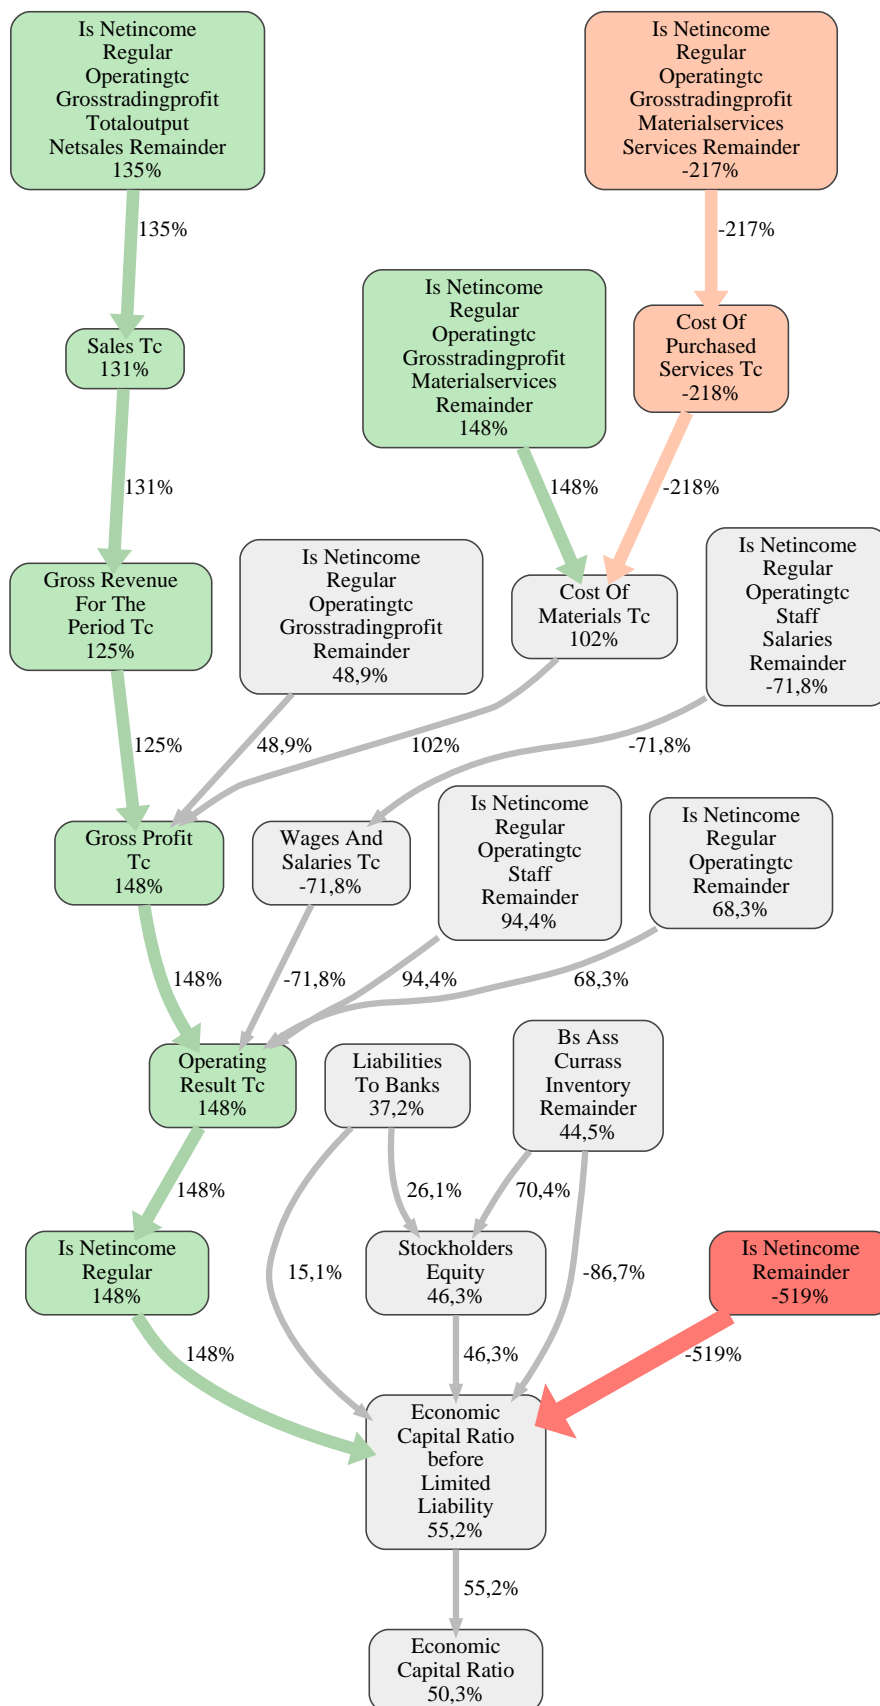 Is Netincome
Regular
Operatingtc
Grosstradingprofit
Totaloutput
Netsales Remainder
135%
Is Netincome
Regular
Operatingtc
Grosstradingprofit
Materialservices
Services Remainder
-217%
135%
-217%
Is Netincome
Regular
Operatingtc
Grosstradingprofit
Materialservices
Remainder
148%
Cost Of
Purchased
Services Tc
-218%
Sales Tc
131%
131%
148%
-218%
Gross Revenue
For The
Period Tc
125%
Is Netincome
Regular
Operatingtc
Grosstradingprofit
Remainder
48,9%
Cost Of
Materials Tc
102%
Is Netincome
Regular
Operatingtc
Staff
Salaries
Remainder
-71,8%
125%
48,9%
102%
-71,8%
Gross Profit
Tc
148%
Wages And
Salaries Tc
-71,8%
Is Netincome
Regular
Operatingtc
Staff
Remainder
94,4%
Is Netincome
Regular
Operatingtc
Remainder
68,3%
148%
-71,8%
94,4%
68,3%
Operating
Result Tc
148%
Liabilities
To Banks
37,2%
Bs Ass
Currass
Inventory
Remainder
44,5%
148%
26,1%
70,4%
Is Netincome
Regular
148%
15,1%
Stockholders
Equity
46,3%
-86,7%
Is Netincome
Remainder
-519%
148%
46,3%
-519%
Economic
Capital Ratio
before
Limited
Liability
55,2%
55,2%
Economic
Capital Ratio
50,3%